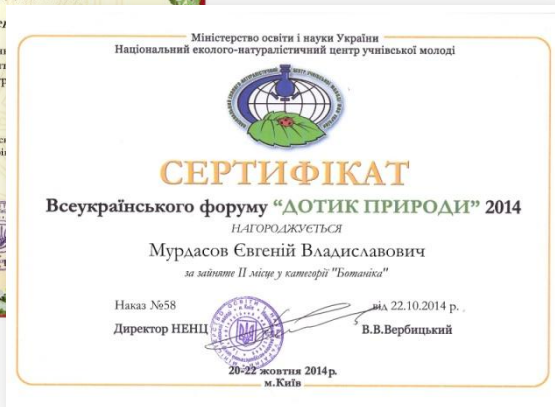 Міністерство освіти і науки України
Національний еколого-натуралістичний центр учнівської молоді
СЕРТИФІКАТ
Всеукраїнського форуму “ДОТИК ПРИРОДИ” 2014
НАГОРОДЖУЄТЬСЯ
Мурдасов Євгеній Владиславович
за зайняте II місце у категорії "Ботаніка"
Наказ №58 від 22.10.2014 р.
Директор НЕНЦ В.В.Вербицький
20-22 жовтня 2014р.
м.Київ